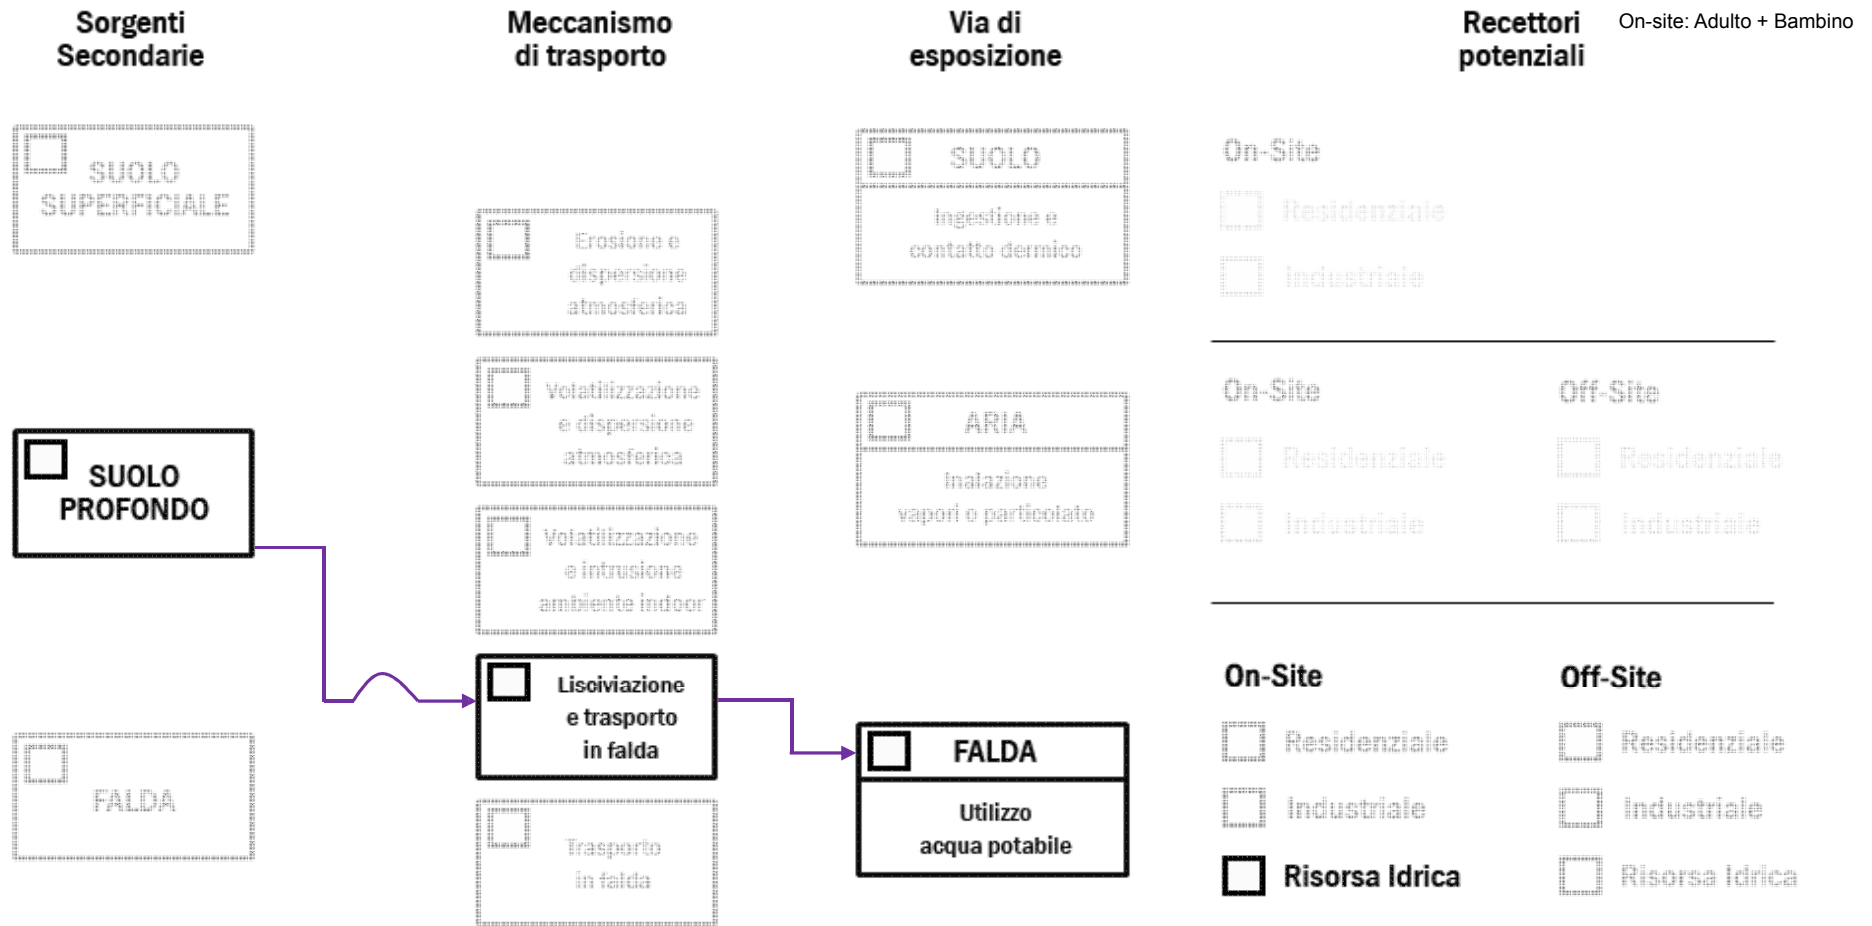 Sorgenti
Secondarie
Meccanismo
di trasporto
Via di
esposizione
Recettori
potenziali
On-site: Adulto + Bambino
SUOLO
SUPERFICIALE
SUOLO
PROFONDO
FALDA
Erosione e
dispersione
atmosferica
Volatilizzazione
e dispersione
atmosferica
Volatilizzazione
e intrusione
ambiente indoor
Lisciviazione
e trasporto
in falda
Trasporto
in falda
SUOLO
Ingestione e
contatto dermico
ARIA
Inalazione
vapori o particolato
FALDA
Utilizzo
acqua potabile
On-Site
Residenziale
Industriale
On-Site
Residenziale
Industriale
Off-Site
Residenziale
Industriale
On-Site
Residenziale
Industriale
Risorsa Idrica
Off-Site
Residenziale
Industriale
Risorsa Idrica